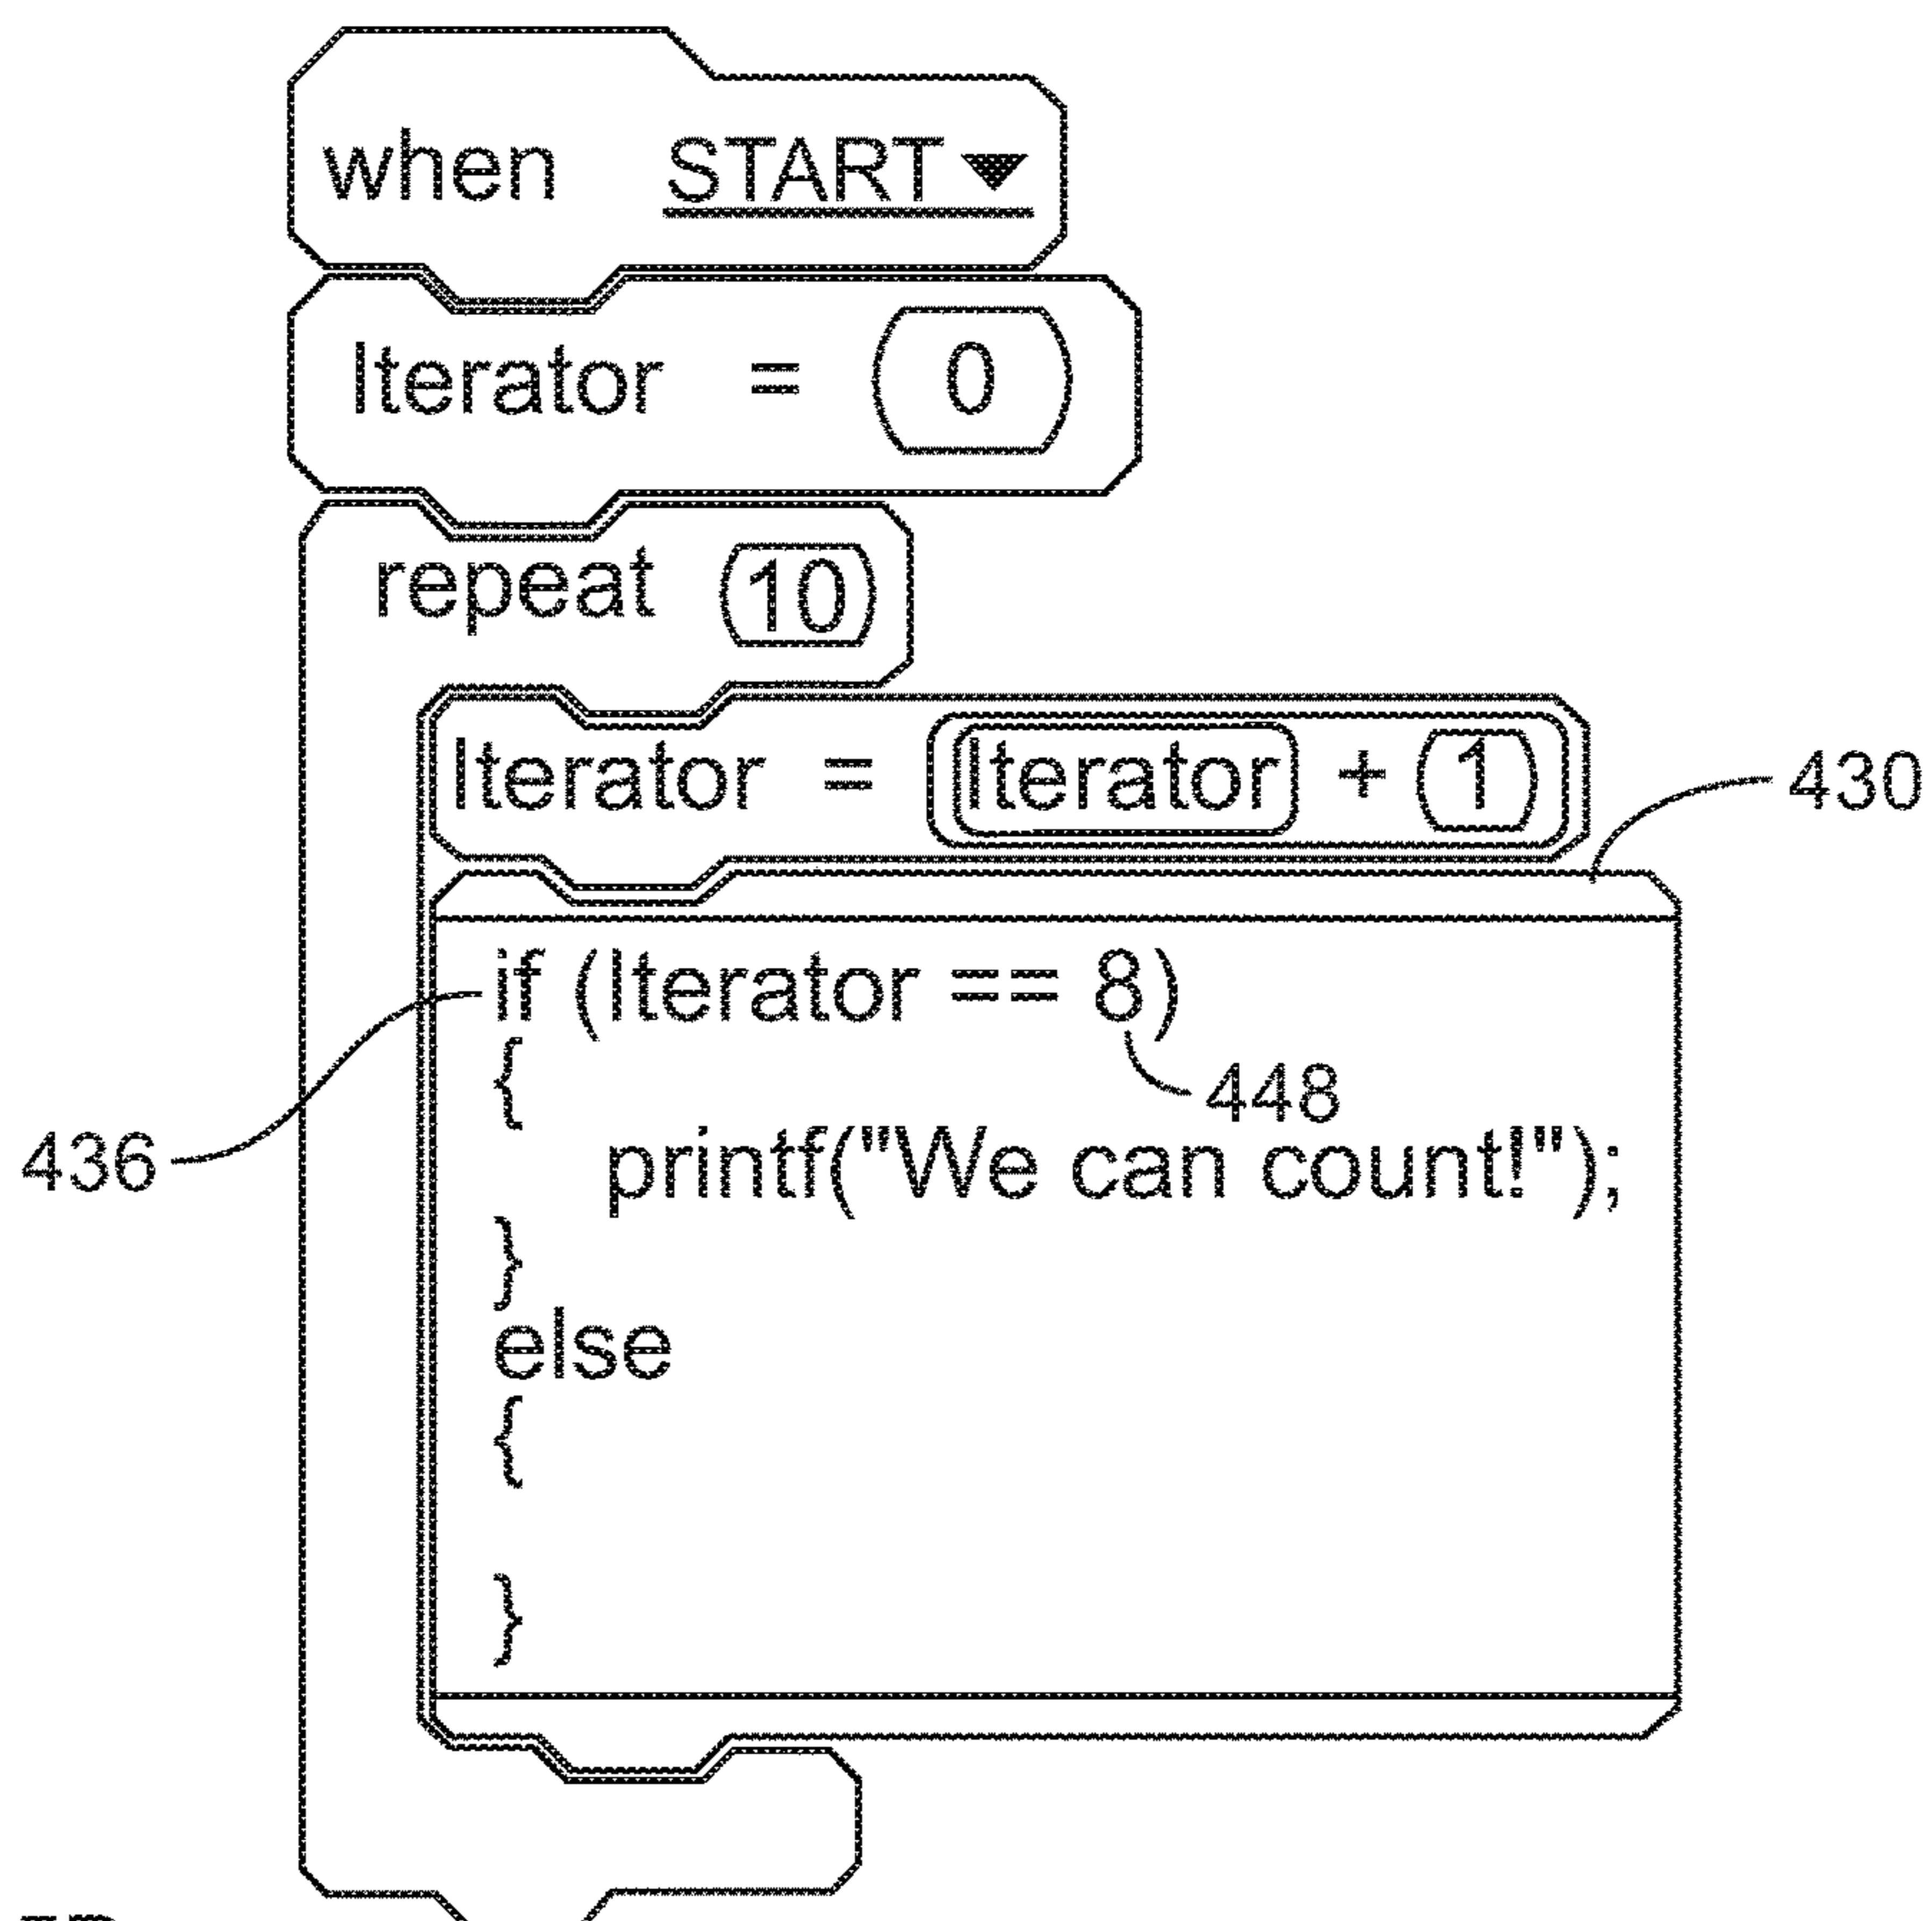 when START
Iterator = 0
repeat 10
Iterator = Iterator + 1
430
if (Iterator == 8)
{
448
printf("We can count!");
436
}
else
{
}